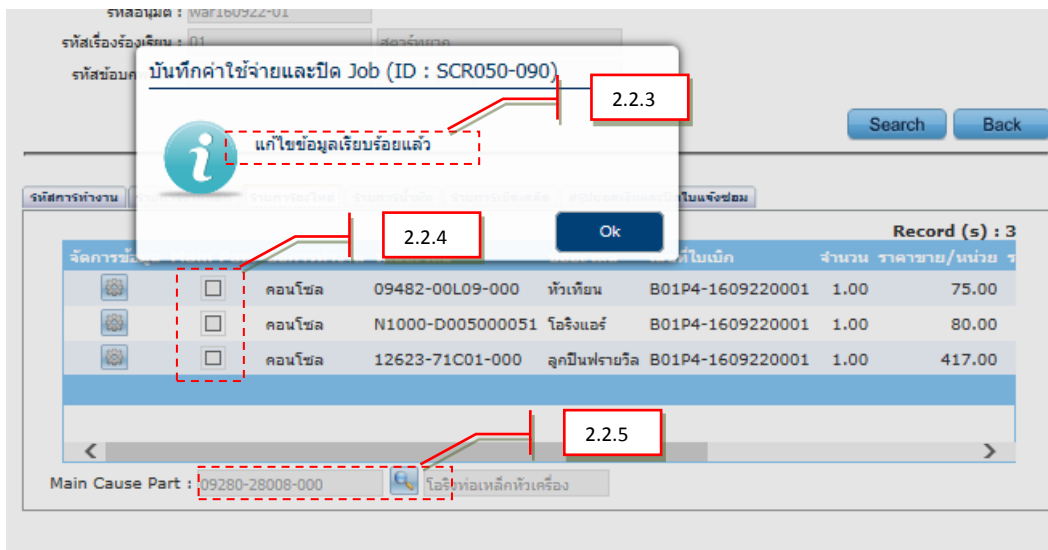 รหัสอนุมัติ : war160922-01
รหัสเรื่องร้องเรียน : 01 สตาร์ทยาก
บันทึกค่าใช้จ่ายและปิด Job (ID : SCR050-090)
2.2.3
Search Back
แก้ไขข้อมูลเรียบร้อยแล้ว
รหัสการทำงาน
2.2.4
Ok
Record (s) : 3
จัดการข้อมูล ที่ใบเบิก จำนวน ราคาขาย/หน่วย
คอนโซล 09482-00L09-000 หัวเทียน B01P4-1609220001 1.00 75.00
คอนโซล N1000-D005000051 โอริงแอร์ B01P4-1609220001 1.00 80.00
คอนโซล 12623-71C01-000 ลูกปืนฟรายวีล B01P4-1609220001 1.00 417.00
2.2.5
Main Cause Part : 09280-28008-000 โอริงท่อเหล็กหัวเครื่อง